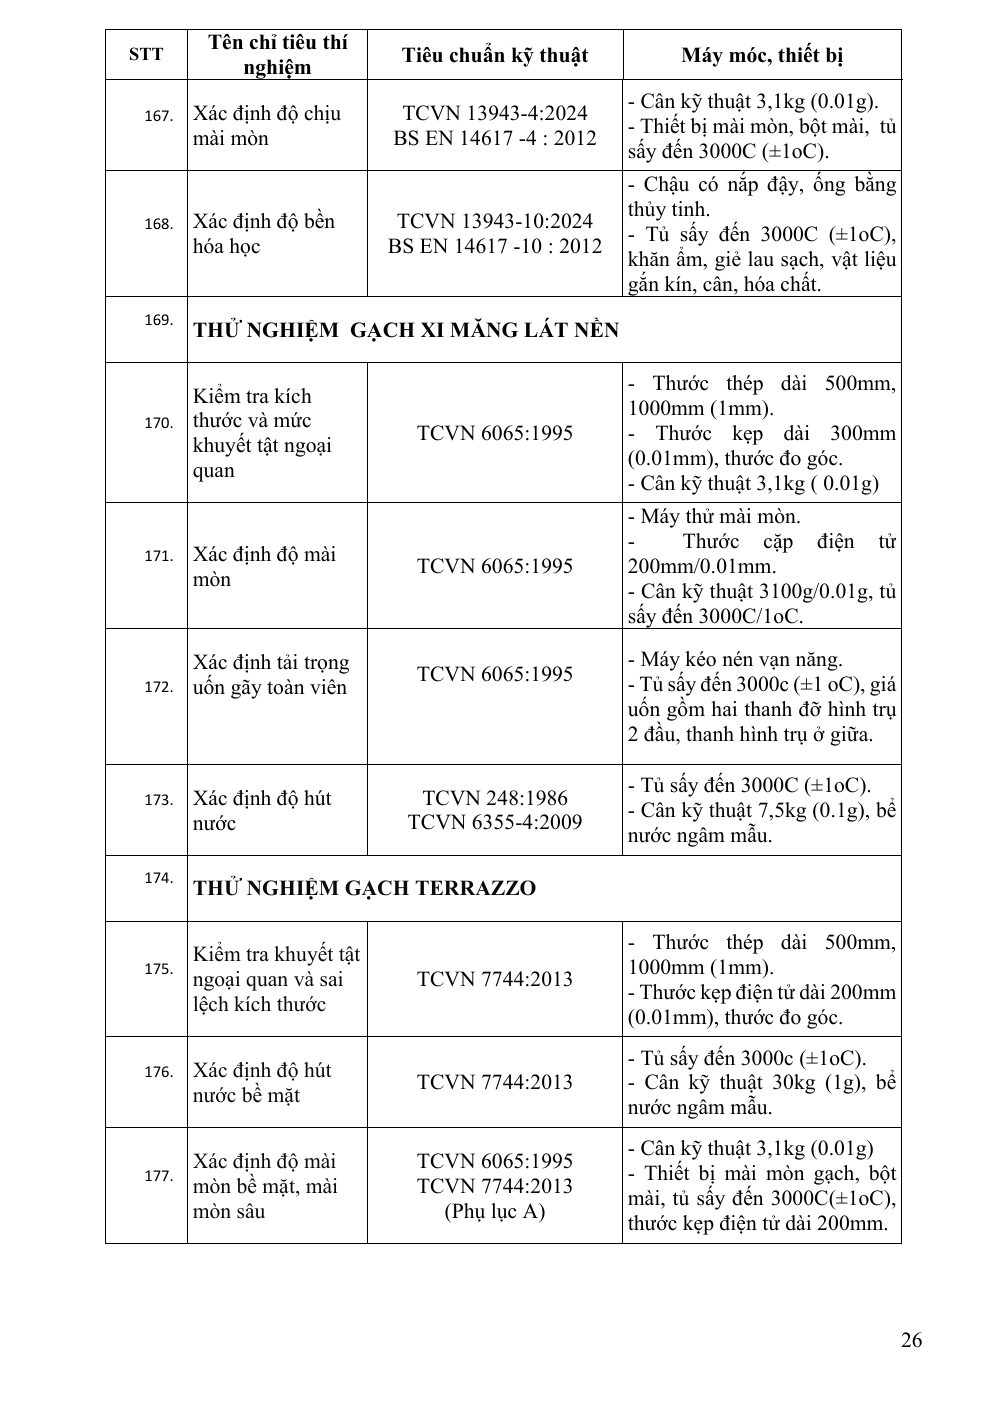 STT
Tên chỉ tiêu thí
nghiệm
Tiêu chuẩn kỹ thuật
Máy móc, thiết bị
167.
Xác định độ chịu
mài mòn
TCVN 13943-4:2024
BS EN 14617 -4 : 2012
- Cân kỹ thuật 3,1kg (0.01g).
- Thiết bị mài mòn, bột mài,  tủ
sấy đến 3000C (±1oC).
168.
Xác định độ bền
hóa học
TCVN 13943-10:2024
BS EN 14617 -10 : 2012
- Chậu có nắp đậy, ống bằng
thủy tinh.
- Tủ sấy đến 3000C (±1oC),
khăn ẩm, giẻ lau sạch, vật liệu
gắn kín, cân, hóa chất.
169.
THỬ NGHIỆM  GẠCH XI MĂNG LÁT NỀN
170.
Kiểm tra kích
thước và mức
khuyết tật ngoại
quan
TCVN 6065:1995
- Thước thép dài 500mm,
1000mm (1mm).
- Thước kẹp dài 300mm
(0.01mm), thước đo góc.
- Cân kỹ thuật 3,1kg ( 0.01g)
171.
Xác định độ mài
mòn
TCVN 6065:1995
- Máy thử mài mòn.
- Thước cặp điện tử
200mm/0.01mm.
- Cân kỹ thuật 3100g/0.01g, tủ
sấy đến 3000C/1oC.
172.
Xác định tải trọng
uốn gãy toàn viên
TCVN 6065:1995
- Máy kéo nén vạn năng.
- Tủ sấy đến 3000c (±1 oC), giá
uốn gồm hai thanh đỡ hình trụ
2 đầu, thanh hình trụ ở giữa.
173.
Xác định độ hút
nước
TCVN 248:1986
TCVN 6355-4:2009
- Tủ sấy đến 3000C (±1oC).
- Cân kỹ thuật 7,5kg (0.1g), bể
nước ngâm mẫu.
174.
THỬ NGHIỆM GẠCH TERRAZZO
175.
Kiểm tra khuyết tật
ngoại quan và sai
lệch kích thước
TCVN 7744:2013
- Thước thép dài 500mm,
1000mm (1mm).
- Thước kẹp điện tử dài 200mm
(0.01mm), thước đo góc.
176.
Xác định độ hút
nước bề mặt
TCVN 7744:2013
- Tủ sấy đến 3000c (±1oC).
- Cân kỹ thuật 30kg (1g), bể
nước ngâm mẫu.
177.
Xác định độ mài
mòn bề mặt, mài
mòn sâu
TCVN 6065:1995
TCVN 7744:2013
(Phụ lục A)
- Cân kỹ thuật 3,1kg (0.01g)
- Thiết bị mài mòn gạch, bột
mài, tủ sấy đến 3000C(±1oC),
thước kẹp điện tử dài 200mm.
26